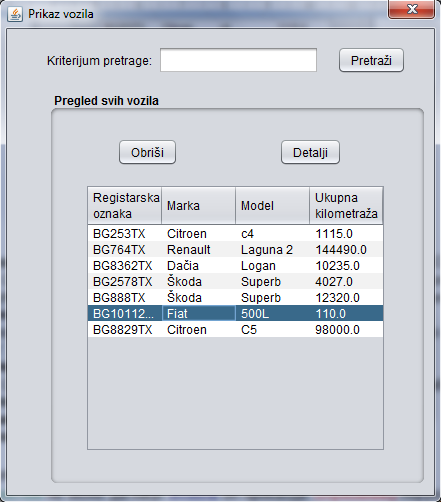 Prikaz vozila
Kriterijum pretrage:
Pretraži
Pregled svih vozila
Obriši
Detalji
Registarska oznaka Marka Model Ukupna kilometraža
BG253TX Citroen c4 1115.0
BG764TX Renault Laguna 2 144490.0
BG8362TX Dačia Logan 10235.0
BG2578TX Škoda Superb 4027.0
BG888TX Škoda Superb 12320.0
BG10112... Fiat 500L 110.0
BG8829TX Citroen C5 98000.0